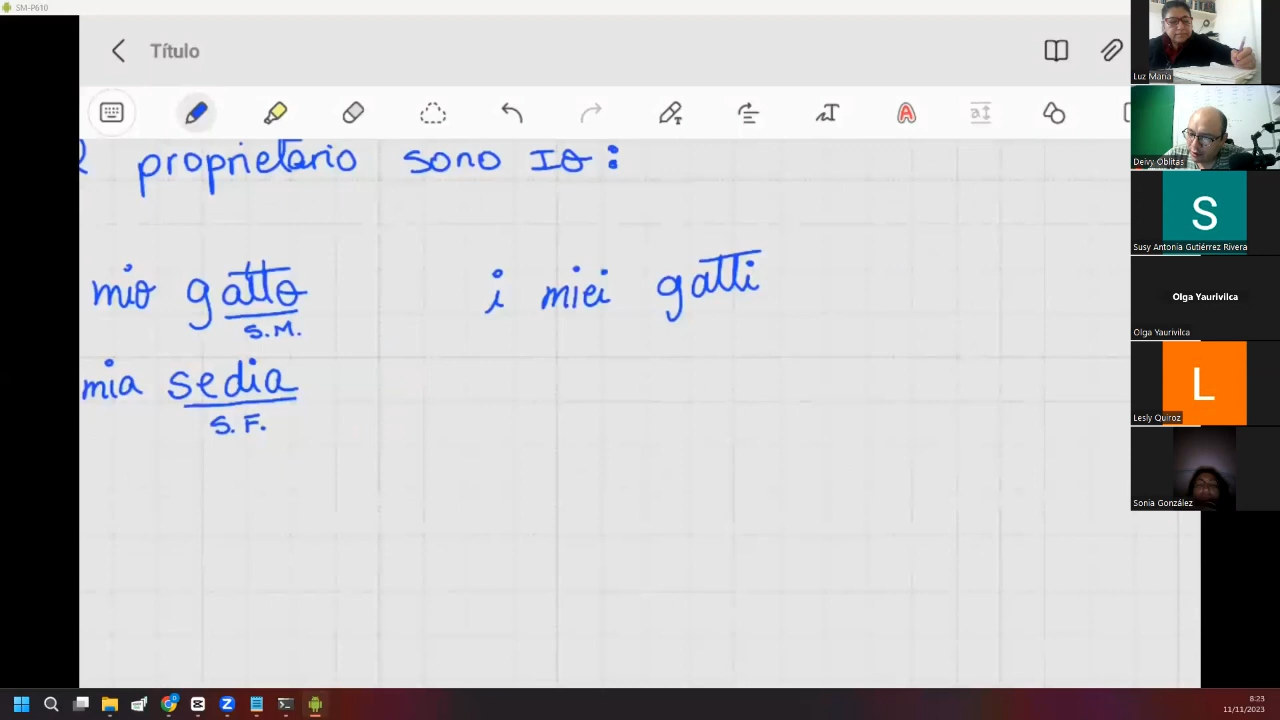 SM-P610
Título
proprietario sono Io:
mio gatto i miei gatti
S.M.
mia sedia
S.F.
Luz Maria
Deivy Oblitas
S
Susy Antonia Gutiérrez Rivera
Olga Yaurivilca
Olga Yaurivilca
L
Lesly Quiroz
Sonia González
8:23
11/11/2023